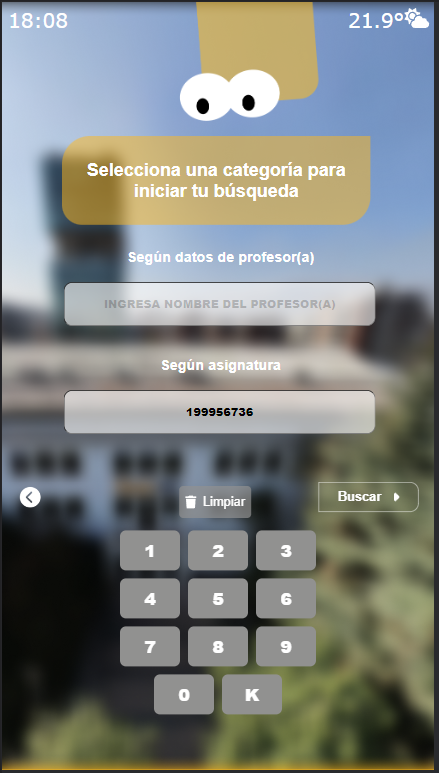 18:08 21.9°
Selecciona una categoría para
iniciar tu búsqueda
Según datos de profesor(a)
INGRESA NOMBRE DEL PROFESOR(A)
Según asignatura
199956736
Limpiar
Buscar
1 2 3
4 5 6
7 8 9
0 K